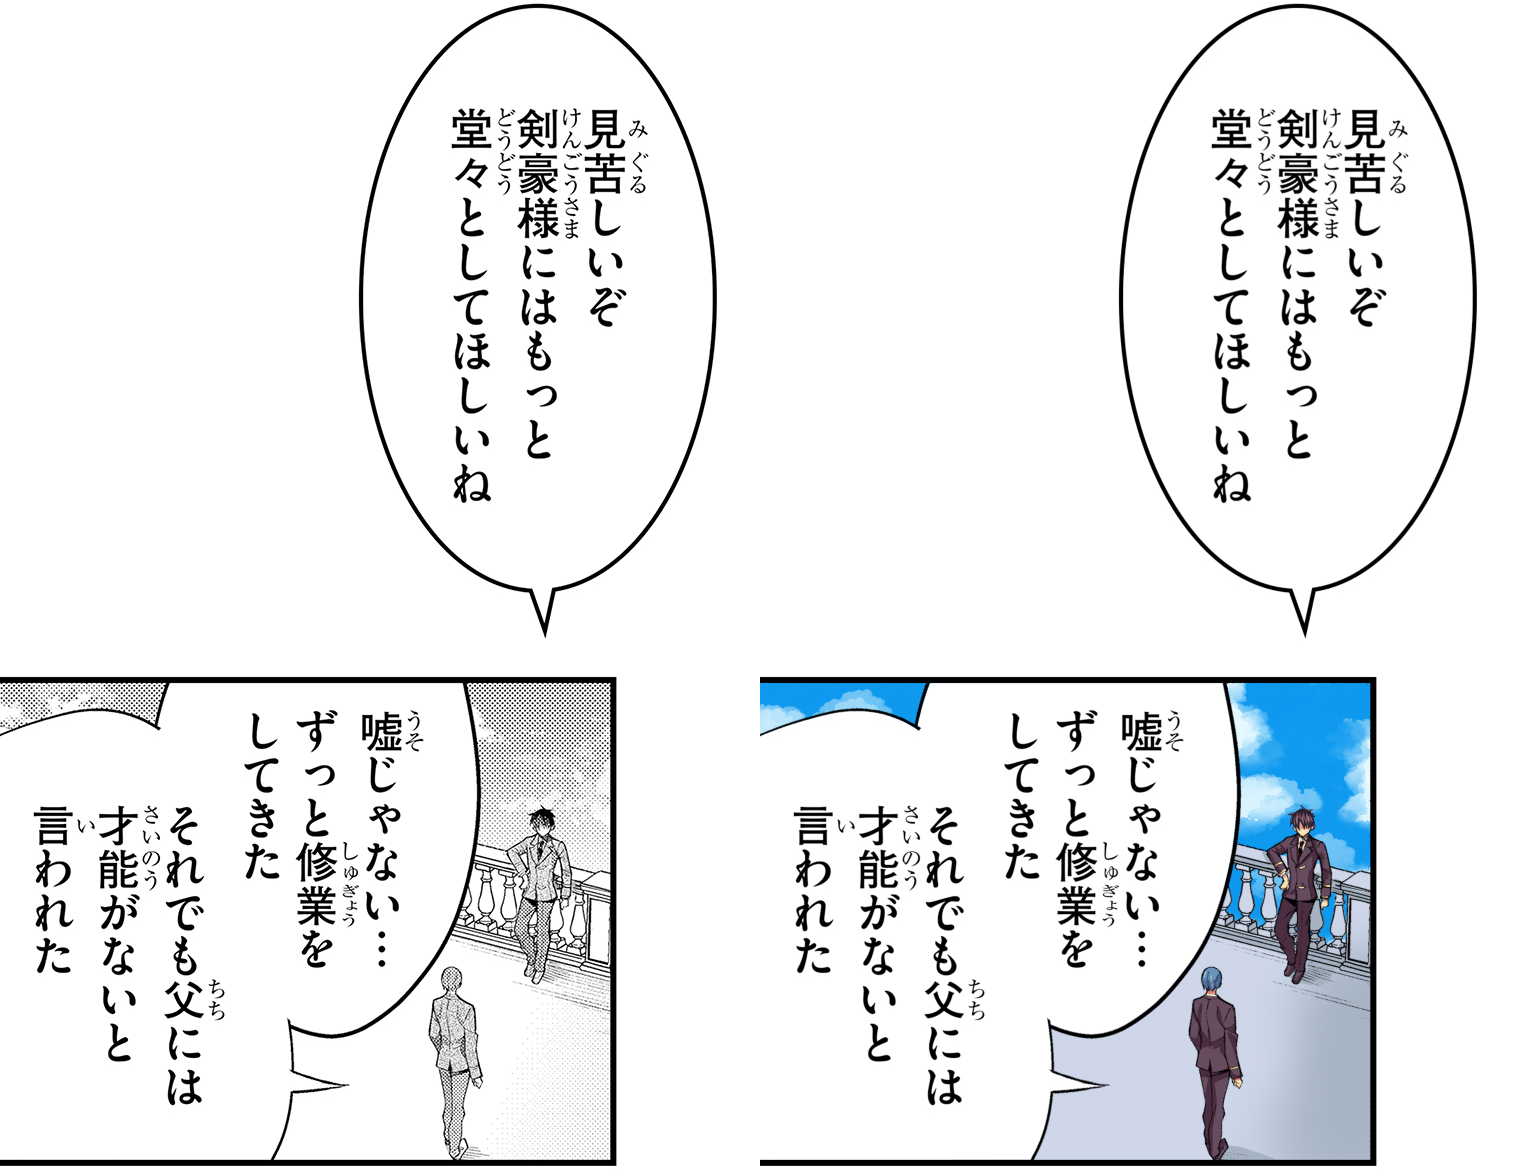 見苦しいぞ
剣豪様にはもっと
堂々としてほしいね
嘘じゃない…
ずっと修業を
してきた
それでも父には
才能がないと
言われた
見苦しいぞ
剣豪様にはもっと
堂々としてほしいね
嘘じゃない…
ずっと修業を
してきた
それでも父には
才能がないと
言われた